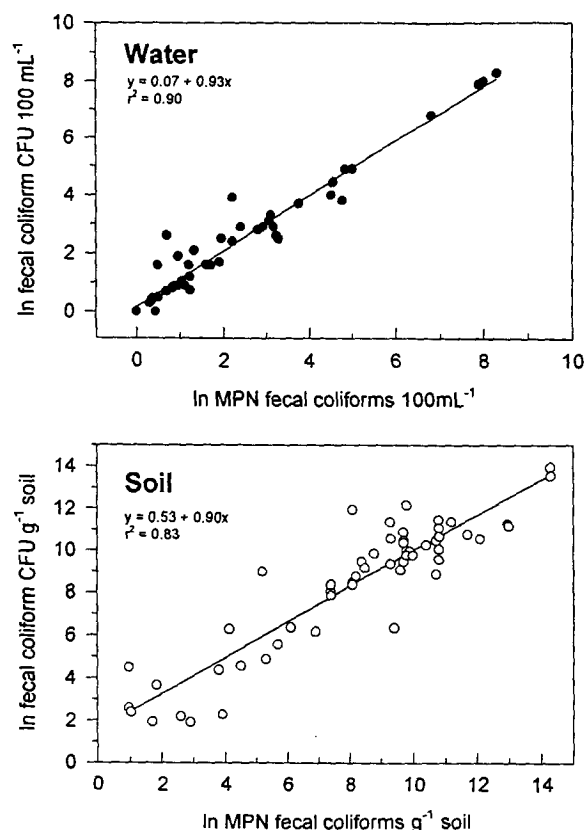 Water
y = 0.07 + 0.93x
r² = 0.90
ln fecal coliform CFU 100 mL⁻¹
10
8
6
4
2
0
0 2 4 6 8 10
ln MPN fecal coliforms 100mL⁻¹
Soil
y = 0.53 + 0.90x
r² = 0.83
ln fecal coliform CFU g⁻¹ soil
14
12
10
8
6
4
2
0
0 2 4 6 8 10 12 14
ln MPN fecal coliforms g⁻¹ soil